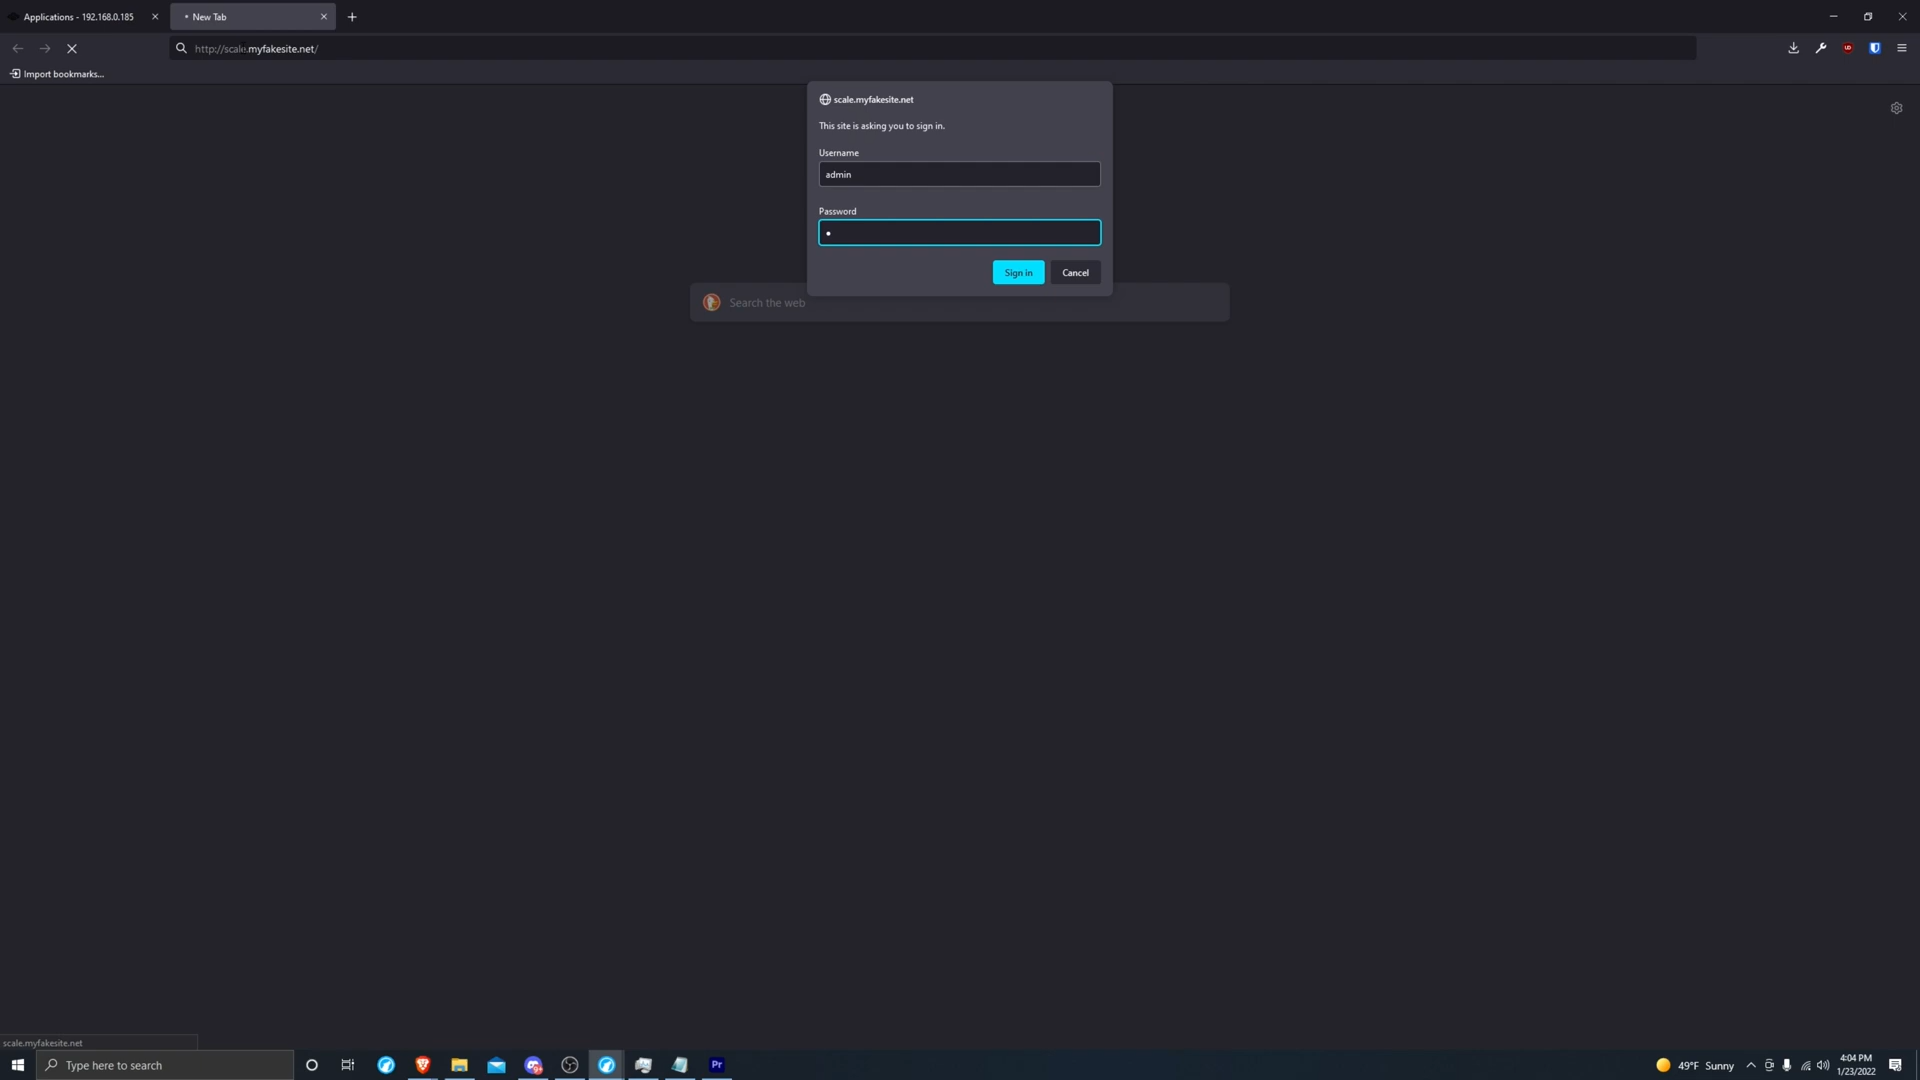 Applications - 192.168.0.185
New Tab
http://scale.myfakesite.net/
Import bookmarks...
scale.myfakesite.net
This site is asking you to sign in.
Username
admin
Password
Sign in
Cancel
Search the web
scale.myfakesite.net
Type here to search
9+
Pr
49°F Sunny
4:04 PM
1/23/2022